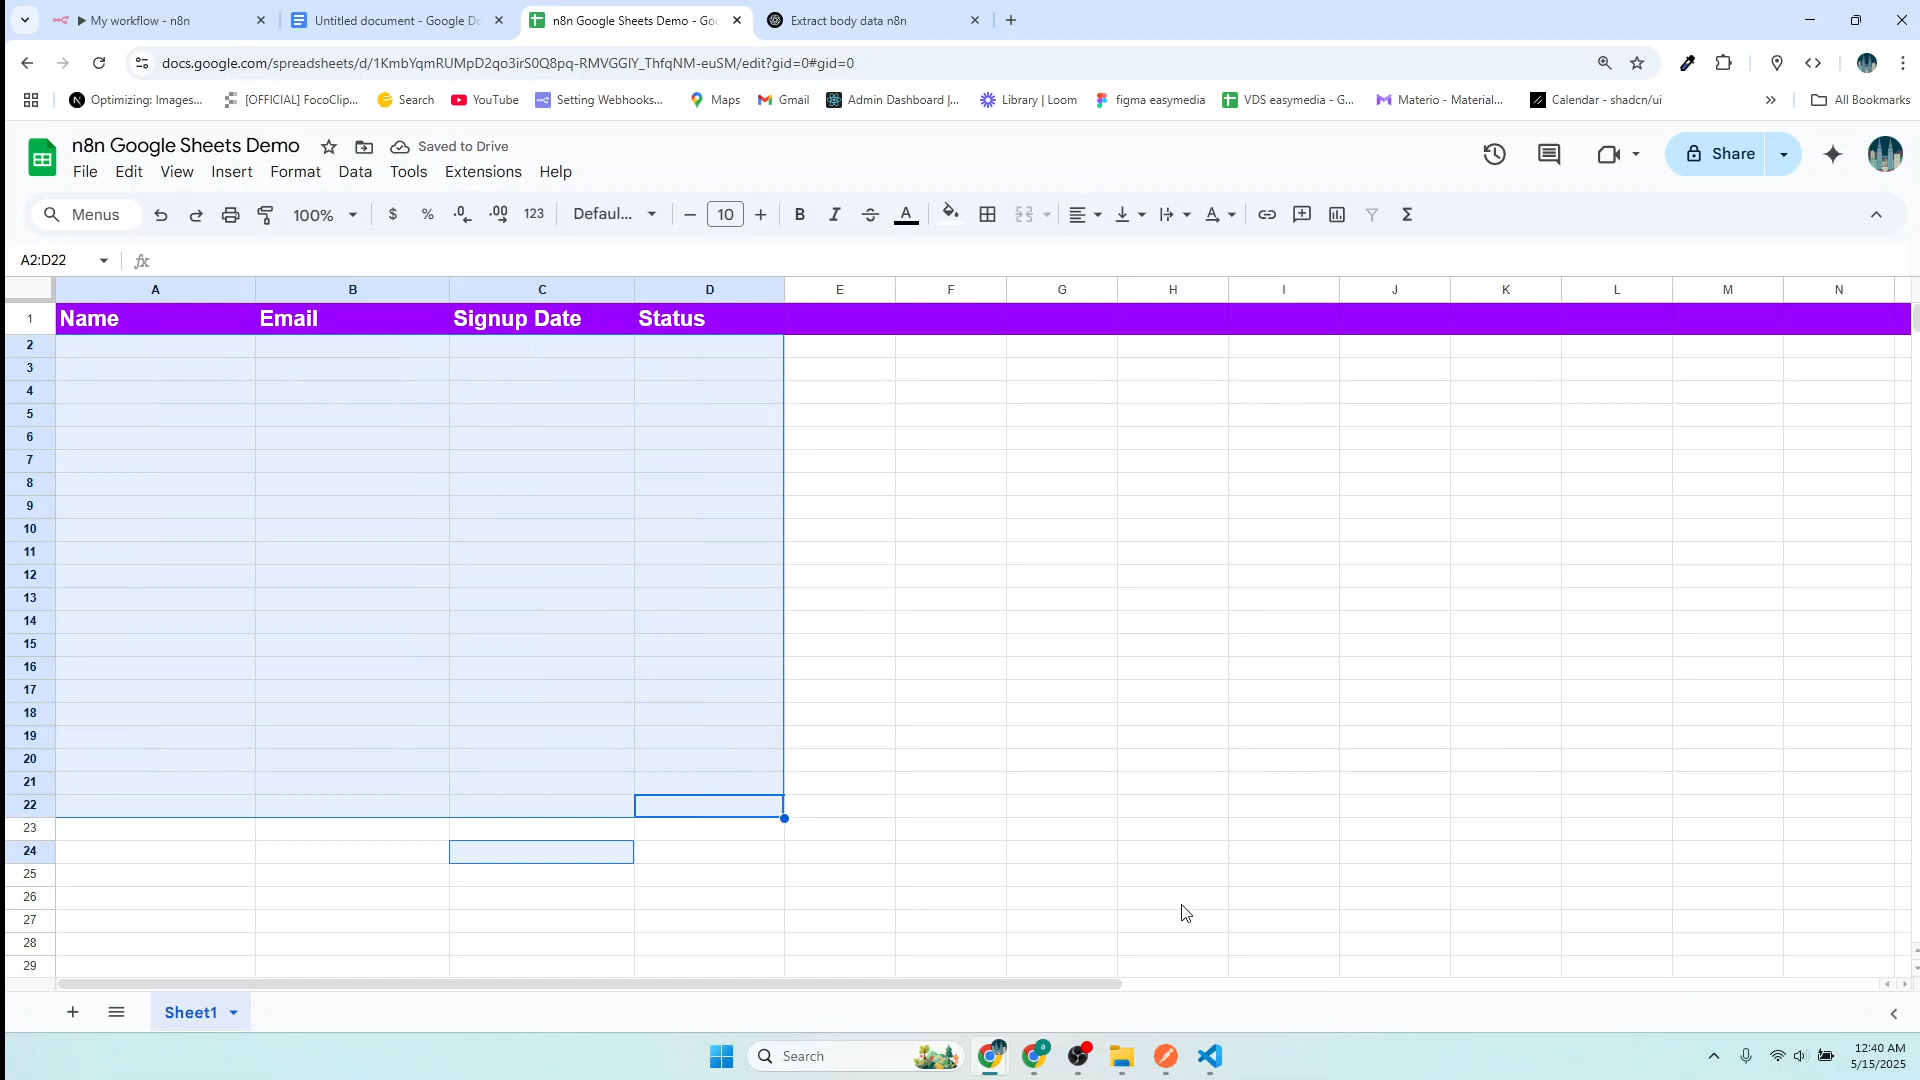 My workflow - n8n
Untitled document - Google Do
n8n Google Sheets Demo - Goo
Extract body data n8n
docs.google.com/spreadsheets/d/1KmbYqmRUMpD2qo3irS0Q8pq-RMVGGlY_ThfqNM-euSM/edit?gid=0#gid=0
Optimizing: Images...
[OFFICIAL] FocoClip...
Search
YouTube
Setting Webhooks...
Maps
Gmail
Admin Dashboard |...
Library | Loom
figma easymedia
VDS easymedia - G...
Materio - Material...
Calendar - shadcn/ui
All Bookmarks
n8n Google Sheets Demo
Saved to Drive
Share
File Edit View Insert Format Data Tools Extensions Help
Menus
100%
$ % .0 .00 123
Defaul...
10
B I A
A2:D22
fx
A B C D E F G H I J K L M N
1 Name Email Signup Date Status
2
3
4
5
6
7
8
9
10
11
12
13
14
15
16
17
18
19
20
21
22
23
24
25
26
27
28
29
Sheet1
Search
12:40 AM
5/15/2025